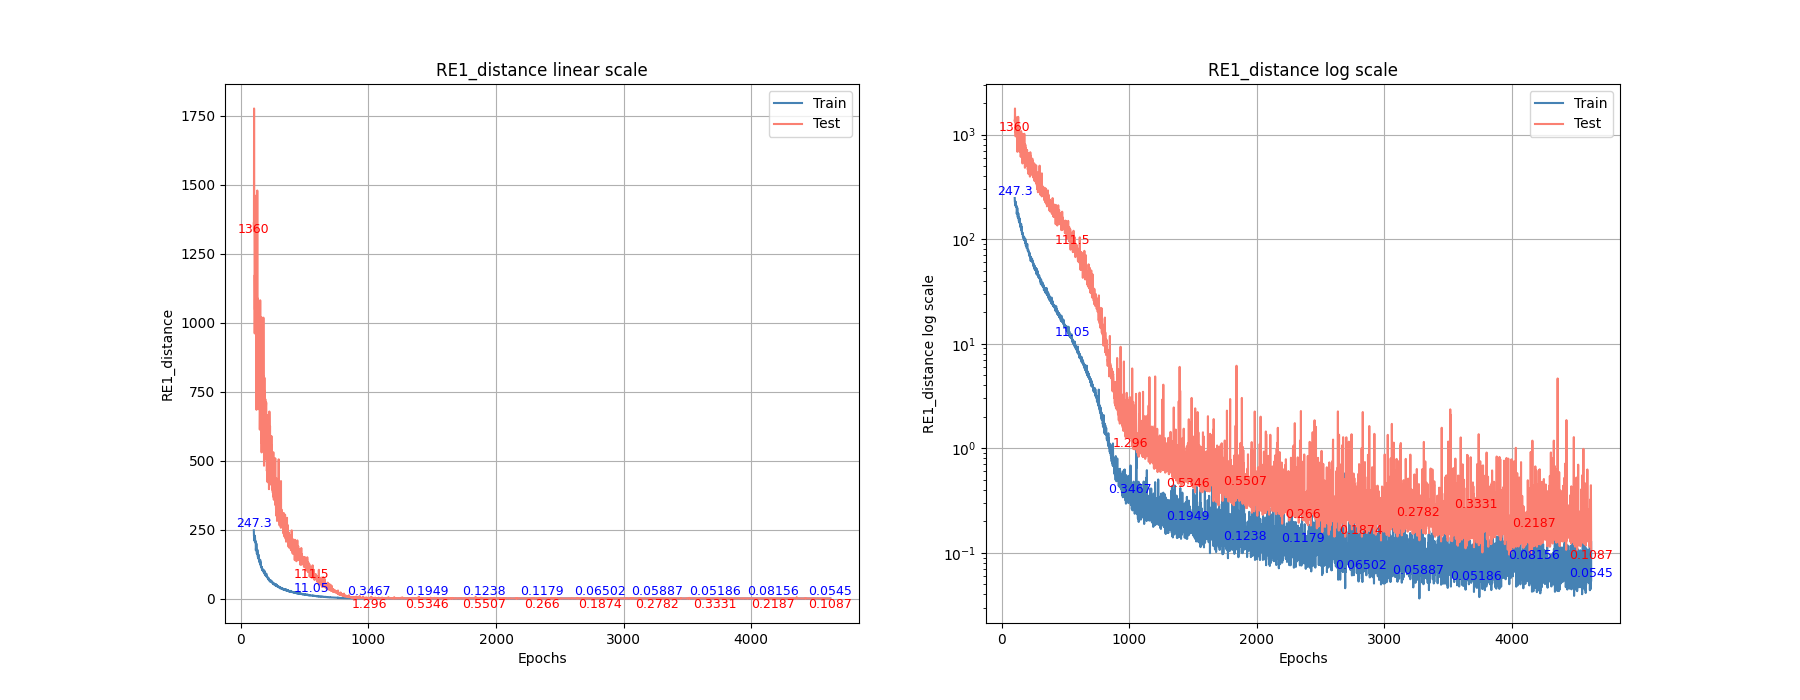 RE1_distance linear scale
RE1_distance
1750
1500
1250
1000
750
500
250
0
Train
Test
1360
247.3
111.5
11.05
0.3467 0.1949 0.1238 0.1179 0.06502 0.05887 0.05186 0.08156 0.0545
1.296 0.5346 0.5507 0.266 0.1874 0.2782 0.3331 0.2187 0.1087
0 1000 2000 3000 4000
Epochs
RE1_distance log scale
RE1_distance log scale
10³
10²
10¹
10⁰
10⁻¹
Train
Test
1360
247.3
111.5
11.05
1.296
0.3467
0.5346
0.1949
0.5507
0.1238
0.266
0.1179
0.1874
0.06502
0.2782
0.05887
0.3331
0.05186
0.2187
0.08156
0.1087
0.0545
0 1000 2000 3000 4000
Epochs